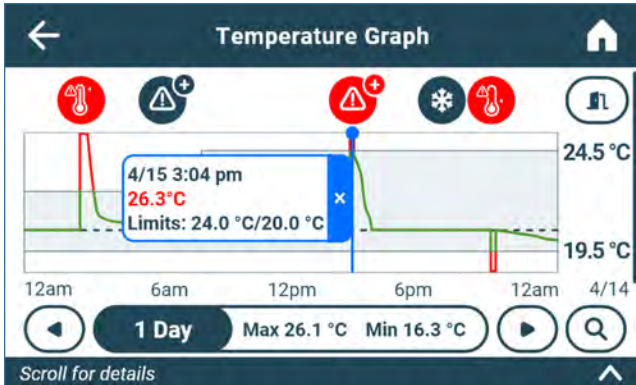 Temperature Graph
24.5 °C
4/15 3:04 pm
26.3°C
Limits: 24.0 °C/20.0 °C
×
19.5 °C
12am 6am 12pm 6pm 12am 4/14
1 Day Max 26.1 °C Min 16.3 °C
Scroll for details